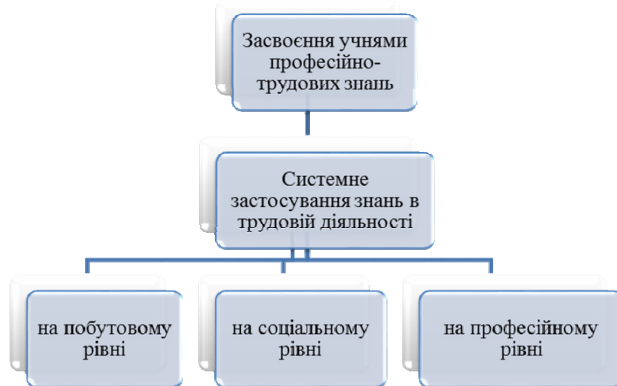 Засвоєння учнями
професійно-
трудових знань
Системне
застосування знань в
трудовій діяльності
на побутовому
рівні
на соціальному
рівні
на професійному
рівні